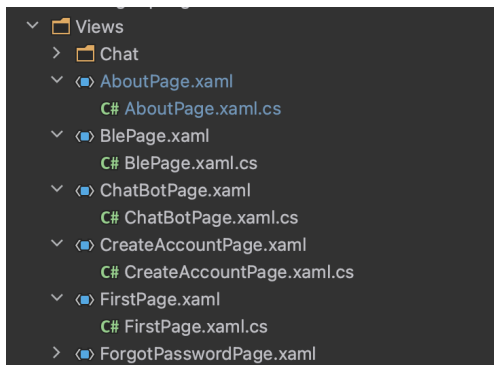 Views
Chat
AboutPage.xaml
C# AboutPage.xaml.cs
BlePage.xaml
C# BlePage.xaml.cs
ChatBotPage.xaml
C# ChatBotPage.xaml.cs
CreateAccountPage.xaml
C# CreateAccountPage.xaml.cs
FirstPage.xaml
C# FirstPage.xaml.cs
ForgotPasswordPage.xaml